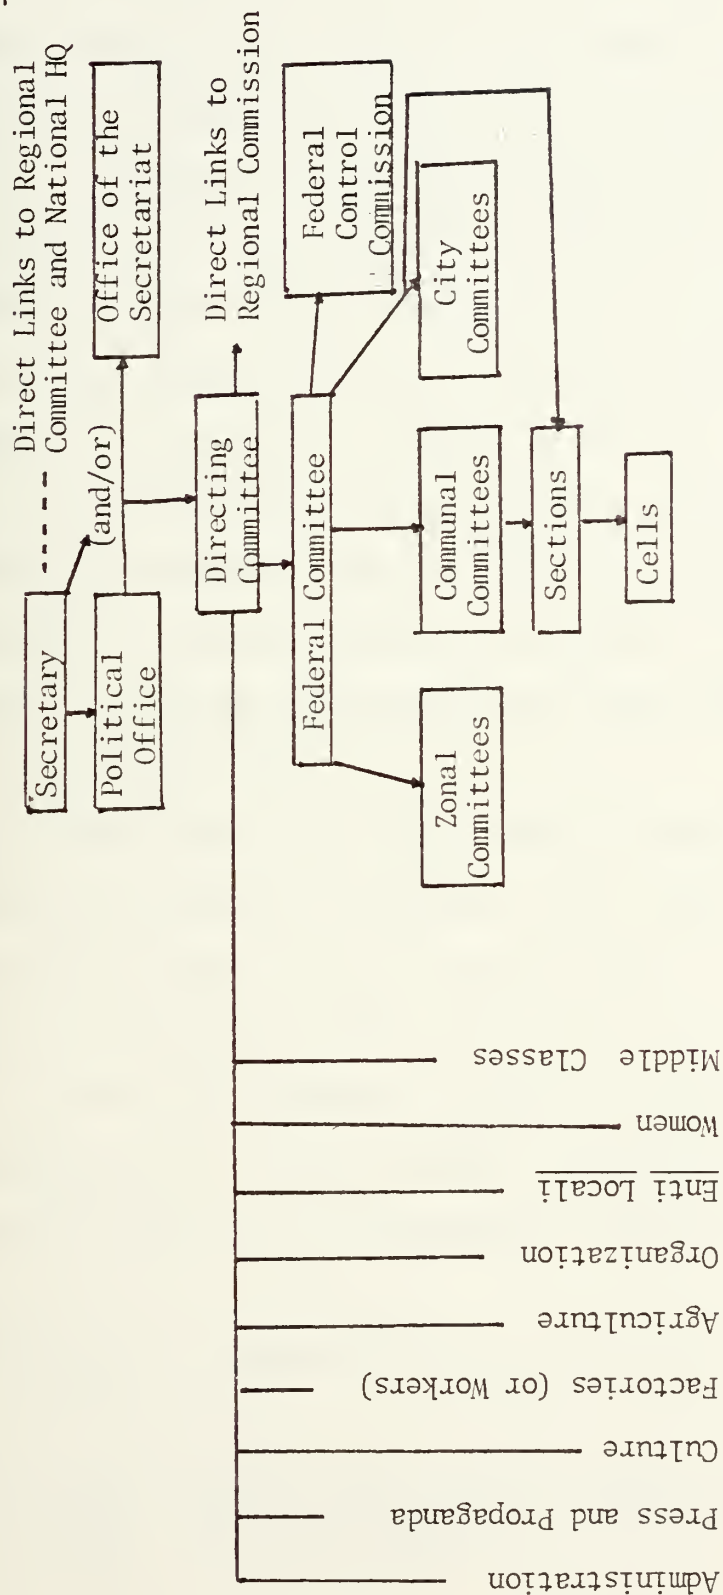 Direct Links to Regional
Committee and National HQ
Secretary
(and/or)
Political
Office
Office of the
Secretariat
Directing
Committee
Direct Links to
Regional Commission
Federal Committee
Federal
Control
Commission
Zonal
Committees
Communal
Committees
City
Committees
Sections
Cells
Administration
Press and Propaganda
Culture
Factories (or Workers)
Agriculture
Organization
Enti Locali
Women
Middle Classes